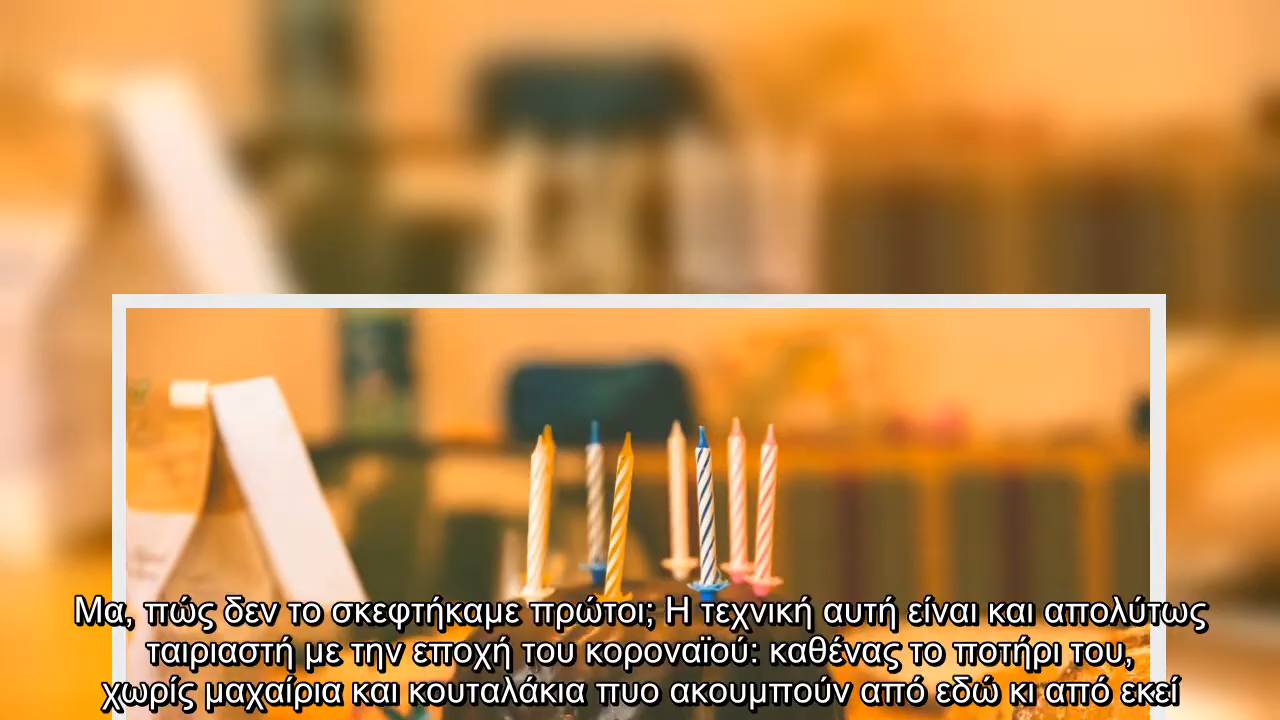 Μα, πώς δεν το σκεφτήκαμε πρώτοι; Η τεχνική αυτή είναι και απολύτως
ταιριαστή με την εποχή του κοροναϊού: καθένας το ποτήρι του,
χωρίς μαχαίρια και κουταλάκια πυο ακουμπούν από εδώ κι από εκεί